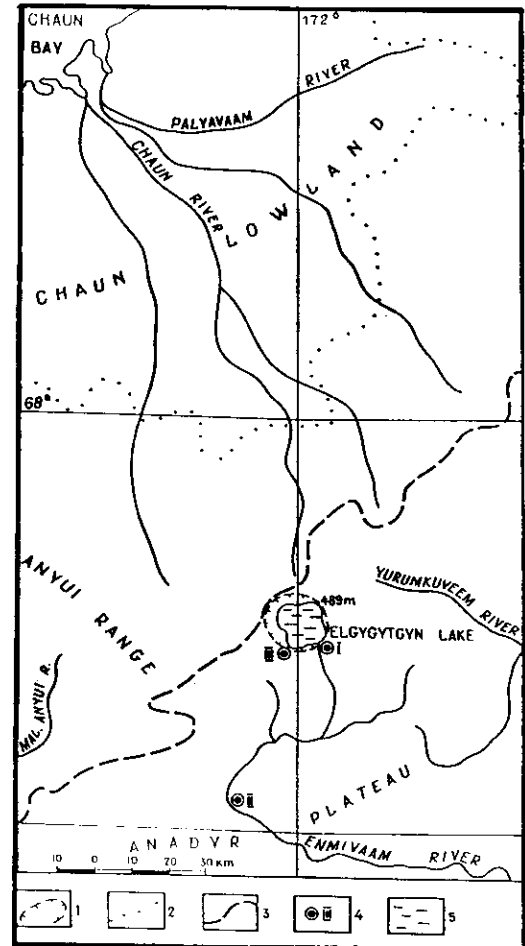 CHAUN
BAY
172°
PALYAVAAM RIVER
CHAUN RIVER
LOWLAND
CHAUN
68°
ANYUI RANGE
YURUMKUVEEM RIVER
489m
ELGYGYTGYN LAKE
I
MAL. ANYUI R.
PLATEAU
ANADYR
ENMIVAAM RIVER
10 0 10 20 30 KM
1 2 3 4 5